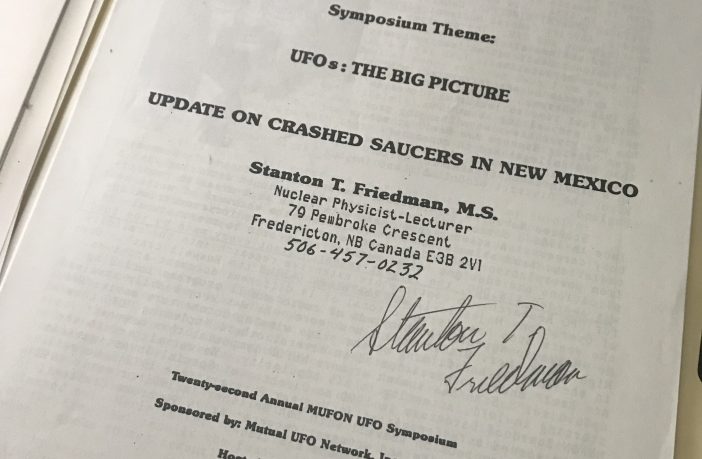 Symposium Theme:
UFOs: THE BIG PICTURE
UPDATE ON CRASHED SAUCERS IN NEW MEXICO
Stanton T. Friedman, M.S.
Nuclear Physicist-Lecturer
79 Pembroke Crescent
Fredericton, NB Canada E3B 2V1
506-457-0232
Stanton T
Friedman
Twenty-second Annual MUFON UFO Symposium
Sponsored by: Mutual UFO Network,